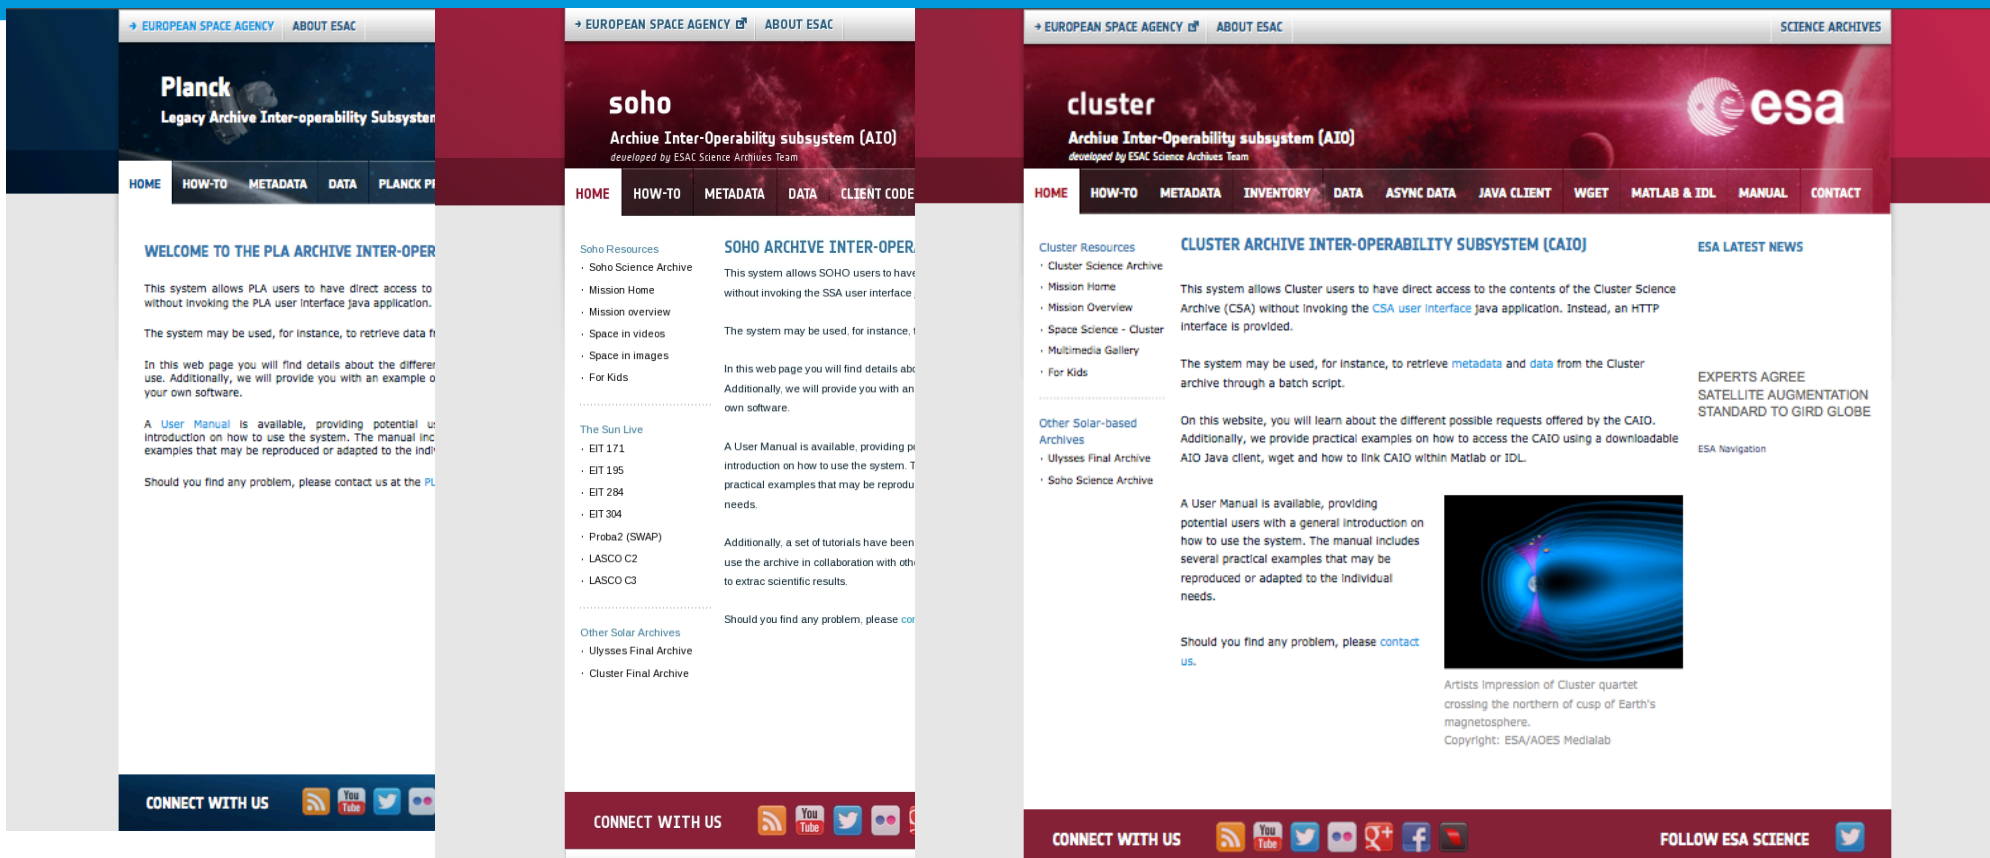 → EUROPEAN SPACE AGENCY
ABOUT ESAC
Planck
Legacy Archive Inter-operability Subsystem
HOME
HOW-TO
METADATA
DATA
PLANCK PR
WELCOME TO THE PLA ARCHIVE INTER-OPER
This system allows PLA users to have direct access to
without invoking the PLA user interface java application.
The system may be used, for instance, to retrieve data fr
In this web page you will find details about the differen
use. Additionally, we will provide you with an example o
your own software.
A User Manual is available, providing potential us
introduction on how to use the system. The manual inc
examples that may be reproduced or adapted to the indiv
Should you find any problem, please contact us at the PL
CONNECT WITH US
You
Tube
→ EUROPEAN SPACE AGENCY
ABOUT ESAC
soho
Archive Inter-Operability subsystem (AIO)
developed by ESAC Science Archives Team
HOME
HOW-TO
METADATA
DATA
CLIENT CODE
Soho Resources
· Soho Science Archive
· Mission Home
· Mission overview
· Space in videos
· Space in images
· For Kids
The Sun Live
· EIT 171
· EIT 195
· EIT 284
· EIT 304
· Proba2 (SWAP)
· LASCO C2
· LASCO C3
Other Solar Archives
· Ulysses Final Archive
· Cluster Final Archive
SOHO ARCHIVE INTER-OPERA
This system allows SOHO users to have
without invoking the SSA user interface j
The system may be used, for instance, t
In this web page you will find details abo
Additionally, we will provide you with an
own software.
A User Manual is available, providing po
introduction on how to use the system. T
practical examples that may be reprodu
needs.
Additionally, a set of tutorials have been
use the archive in collaboration with othe
to extrac scientific results.
Should you find any problem, please con
CONNECT WITH US
You
Tube
→ EUROPEAN SPACE AGENCY
ABOUT ESAC
SCIENCE ARCHIVES
cluster
Archive Inter-Operability subsystem (AIO)
developed by ESAC Science Archives Team
esa
HOME
HOW-TO
METADATA
INVENTORY
DATA
ASYNC DATA
JAVA CLIENT
WGET
MATLAB & IDL
MANUAL
CONTACT
Cluster Resources
· Cluster Science Archive
· Mission Home
· Mission Overview
· Space Science - Cluster
· Multimedia Gallery
· For Kids
Other Solar-based
Archives
· Ulysses Final Archive
· Soho Science Archive
CLUSTER ARCHIVE INTER-OPERABILITY SUBSYSTEM (CAIO)
This system allows Cluster users to have direct access to the contents of the Cluster Science
Archive (CSA) without invoking the CSA user interface java application. Instead, an HTTP
interface is provided.
The system may be used, for instance, to retrieve metadata and data from the Cluster
archive through a batch script.
On this website, you will learn about the different possible requests offered by the CAIO.
Additionally, we provide practical examples on how to access the CAIO using a downloadable
AIO Java client, wget and how to link CAIO within Matlab or IDL.
A User Manual is available, providing
potential users with a general introduction on
how to use the system. The manual includes
several practical examples that may be
reproduced or adapted to the individual
needs.
Should you find any problem, please contact
us.
Artists impression of Cluster quartet
crossing the northern of cusp of Earth's
magnetosphere.
Copyright: ESA/AOES Medialab
ESA LATEST NEWS
EXPERTS AGREE
SATELLITE AUGMENTATION
STANDARD TO GIRD GLOBE
ESA Navigation
CONNECT WITH US
You
Tube
FOLLOW ESA SCIENCE